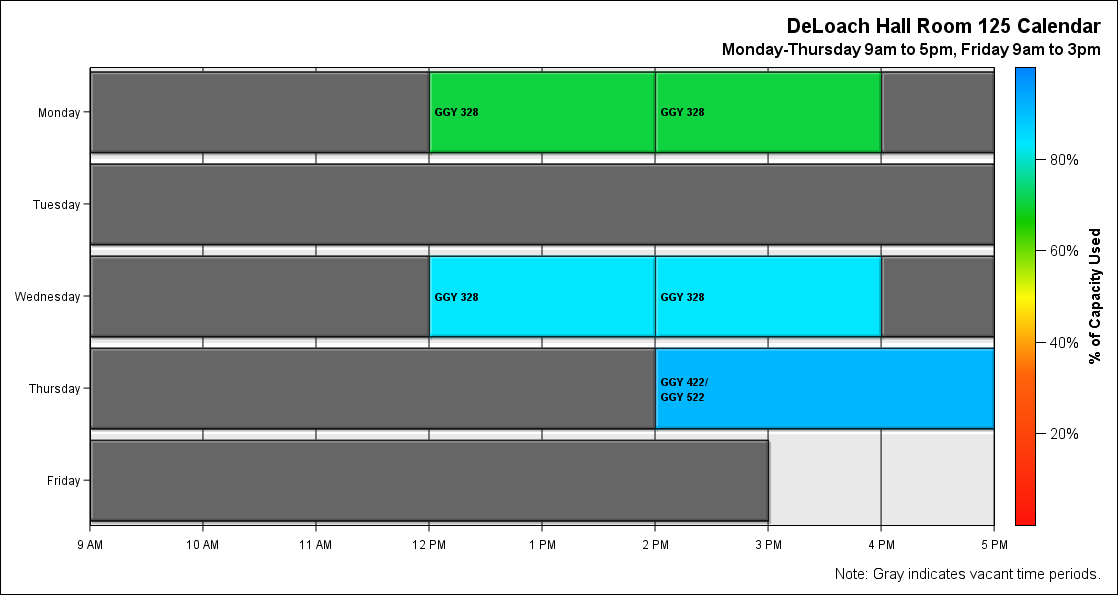 DeLoach Hall Room 125 Calendar
Monday-Thursday 9am to 5pm, Friday 9am to 3pm
Monday
GGY 328
GGY 328
Tuesday
Wednesday
GGY 328
GGY 328
Thursday
GGY 422/
GGY 522
Friday
9 AM
10 AM
11 AM
12 PM
1 PM
2 PM
3 PM
4 PM
5 PM
80%
60%
40%
20%
% of Capacity Used
Note: Gray indicates vacant time periods.